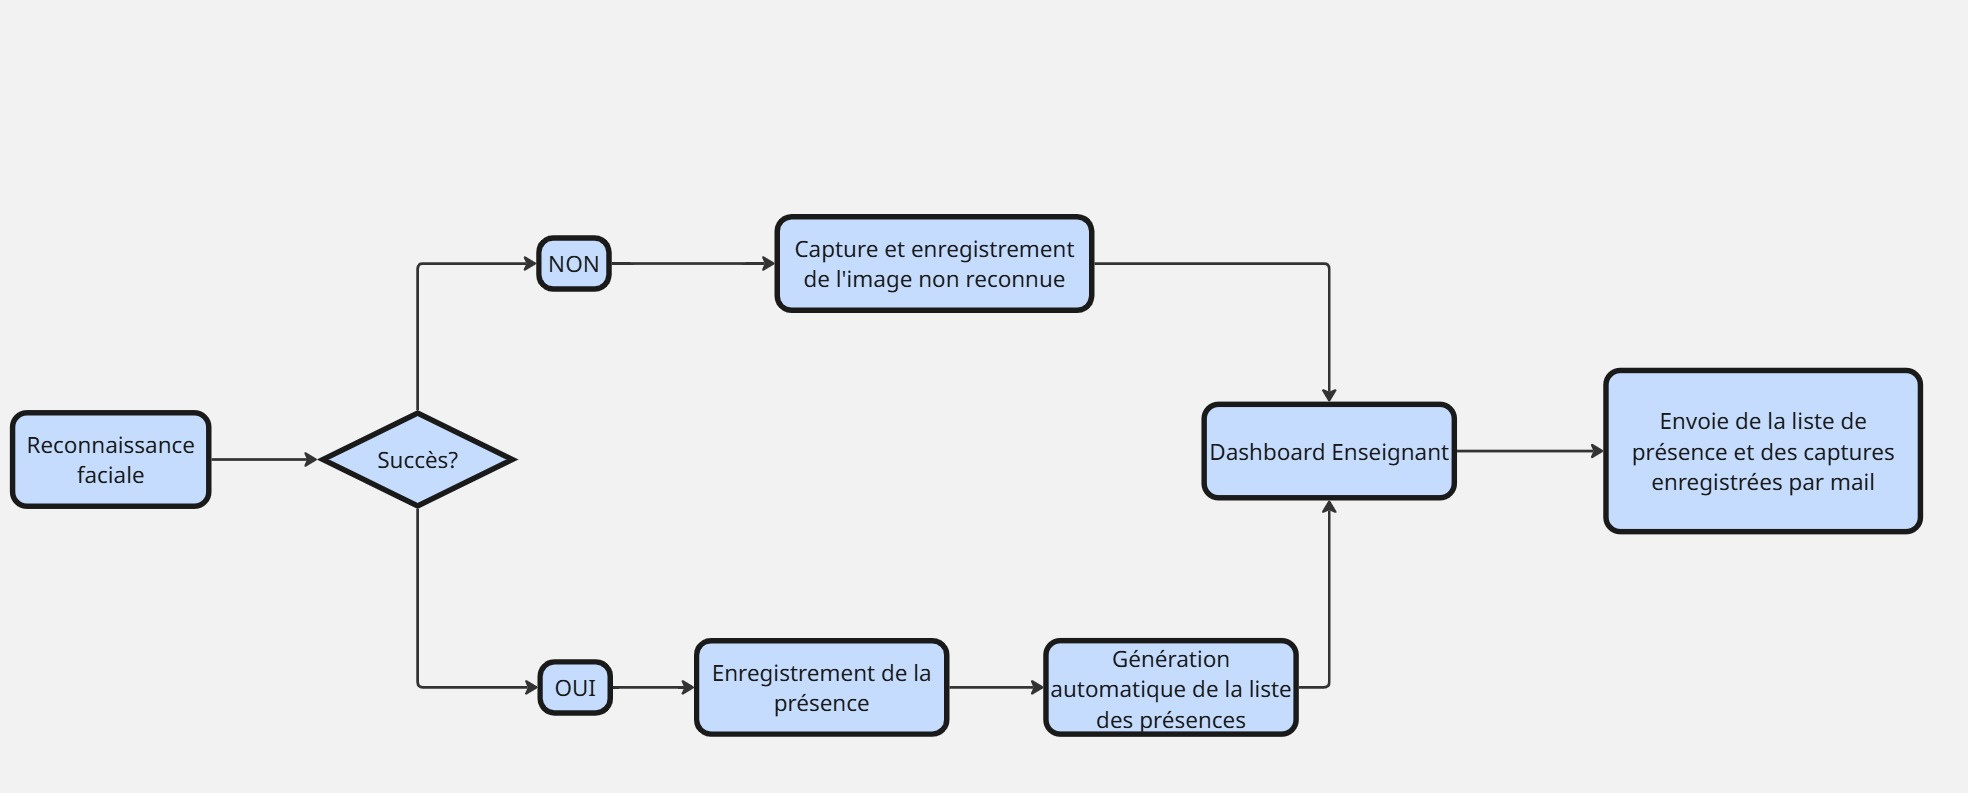 Reconnaissance
faciale
Succès?
NON
Capture et enregistrement
de l'image non reconnue
OUI
Enregistrement de la
présence
Génération
automatique de la liste
des présences
Dashboard Enseignant
Envoie de la liste de
présence et des captures
enregistrées par mail